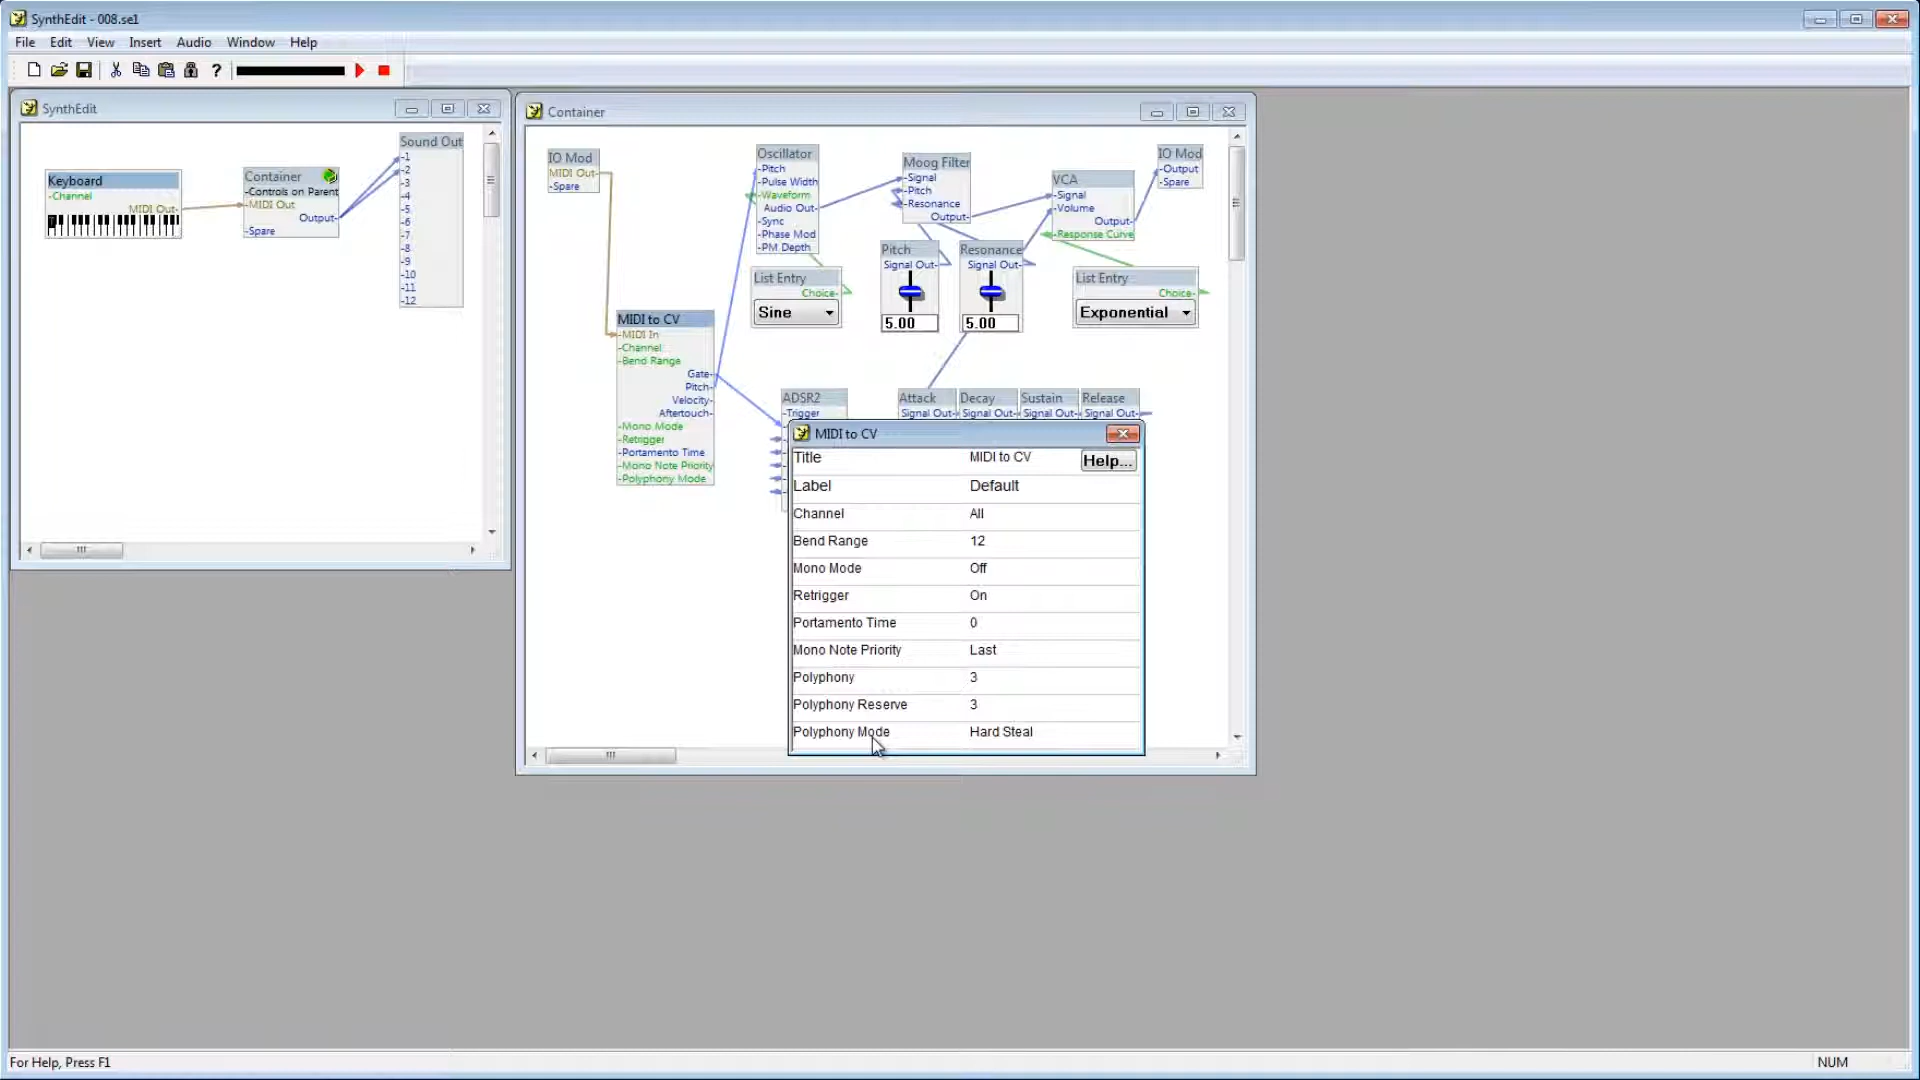 SynthEdit - 008.se1
File Edit View Insert Audio Window Help
?
SynthEdit
Keyboard
-Channel
MIDI Out-
Container
-Controls on Parent
-MIDI Out
Output-
-Spare
Sound Out
-1
-2
-3
-4
-5
-6
-7
-8
-9
-10
-11
-12
Container
IO Mod
MIDI Out-
-Spare
Oscillator
-Pitch
-Pulse Width
-Waveform
Audio Out-
-Sync
-Phase Mod
-PM Depth
List Entry
Choice-
Sine
Moog Filter
-Signal
-Pitch
-Resonance
Output-
Pitch
Signal Out-
5.00
Resonance
Signal Out-
5.00
VCA
-Signal
-Volume
Output-
-Response Curve
IO Mod
-Output
-Spare
List Entry
Choice-
Exponential
MIDI to CV
-MIDI In
-Channel
-Bend Range
Gate-
Pitch-
Velocity-
Aftertouch-
-Mono Mode
-Retrigger
-Portamento Time
-Mono Note Priority
-Polyphony Mode
ADSR2
-Trigger
Attack
Signal Out-
Decay
Signal Out-
Sustain
Signal Out-
Release
Signal Out-
MIDI to CV
Title MIDI to CV Help...
Label Default
Channel All
Bend Range 12
Mono Mode Off
Retrigger On
Portamento Time 0
Mono Note Priority Last
Polyphony 3
Polyphony Reserve 3
Polyphony Mode Hard Steal
For Help, Press F1
NUM